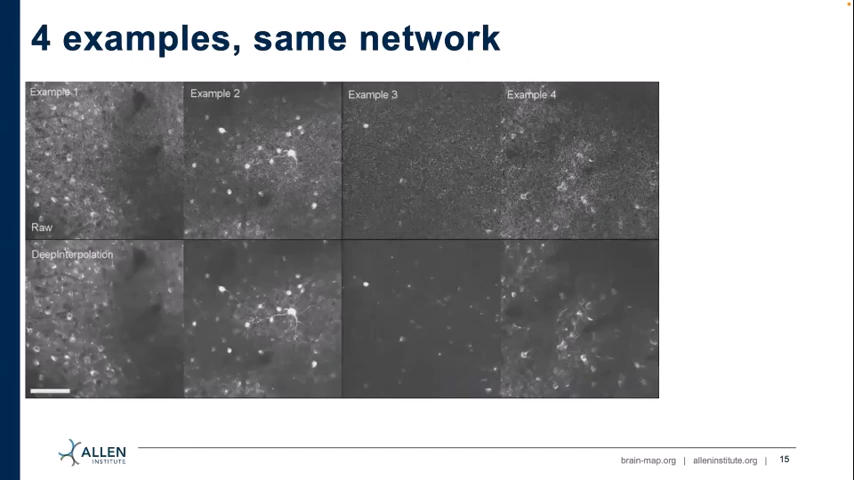 4 examples, same network
Example 1
Example 2
Example 3
Example 4
Raw
DeepInterpolation
ALLEN
INSTITUTE
brain-map.org | alleninstitute.org | 15